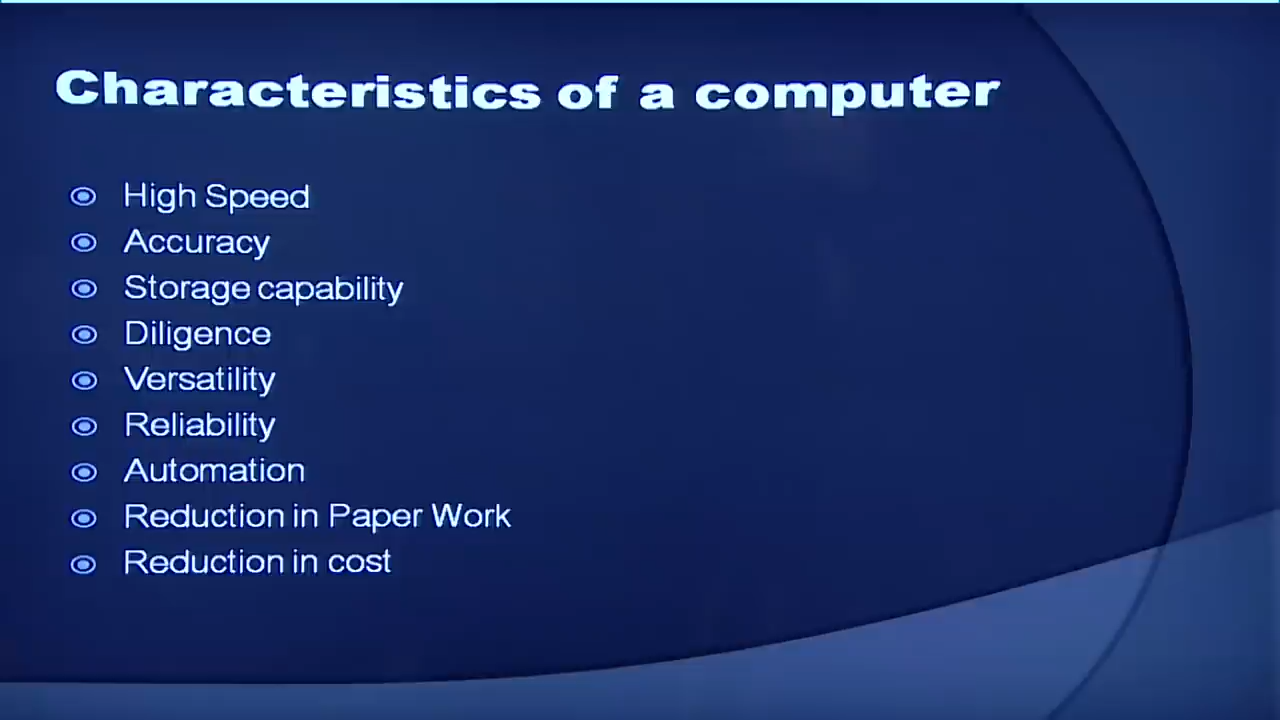 Characteristics of a computer
High Speed
Accuracy
Storage capability
Diligence
Versatility
Reliability
Automation
Reduction in Paper Work
Reduction in cost